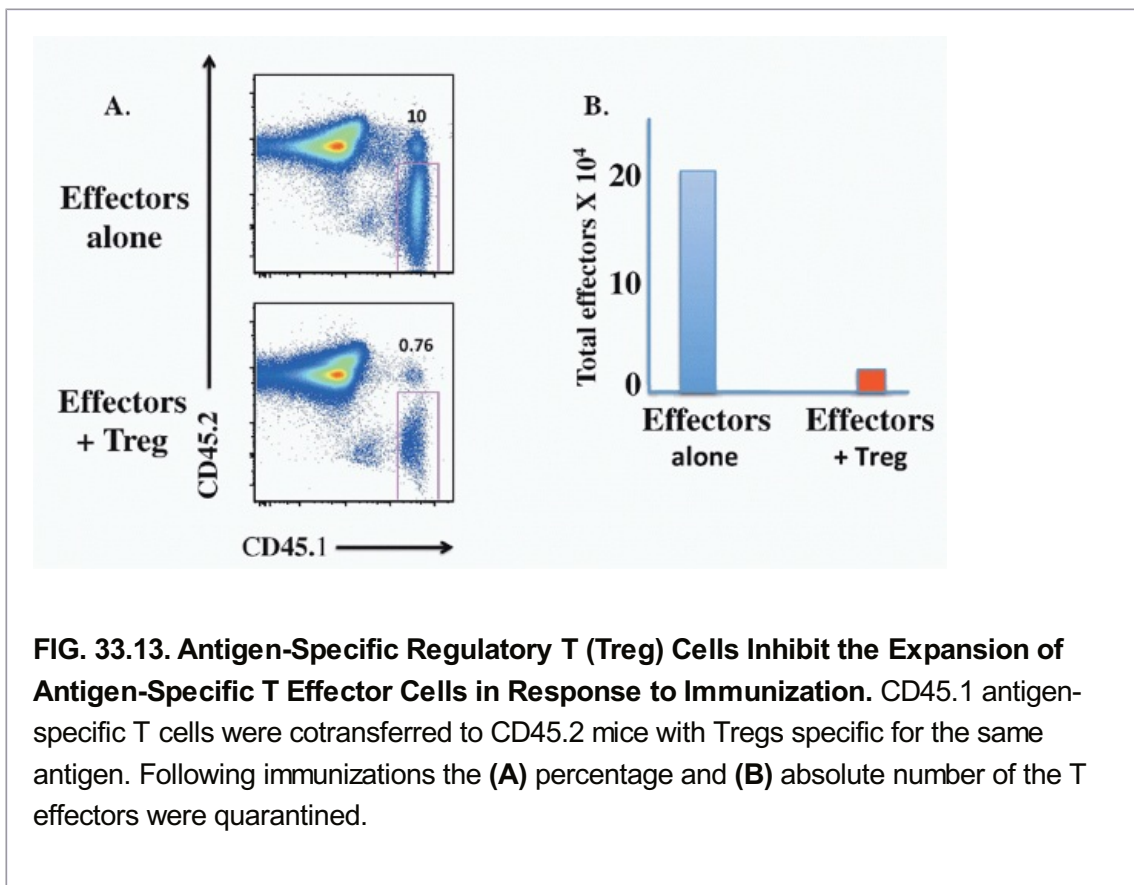 A.
10
Effectors
alone
0.76
Effectors
+ Treg
CD45.2
CD45.1
B.
Total effectors X 10⁴
20
10
0
Effectors
alone
Effectors
+ Treg
FIG. 33.13. Antigen-Specific Regulatory T (Treg) Cells Inhibit the Expansion of
Antigen-Specific T Effector Cells in Response to Immunization. CD45.1 antigen-
specific T cells were cotransferred to CD45.2 mice with Tregs specific for the same
antigen. Following immunizations the (A) percentage and (B) absolute number of the T
effectors were quarantined.